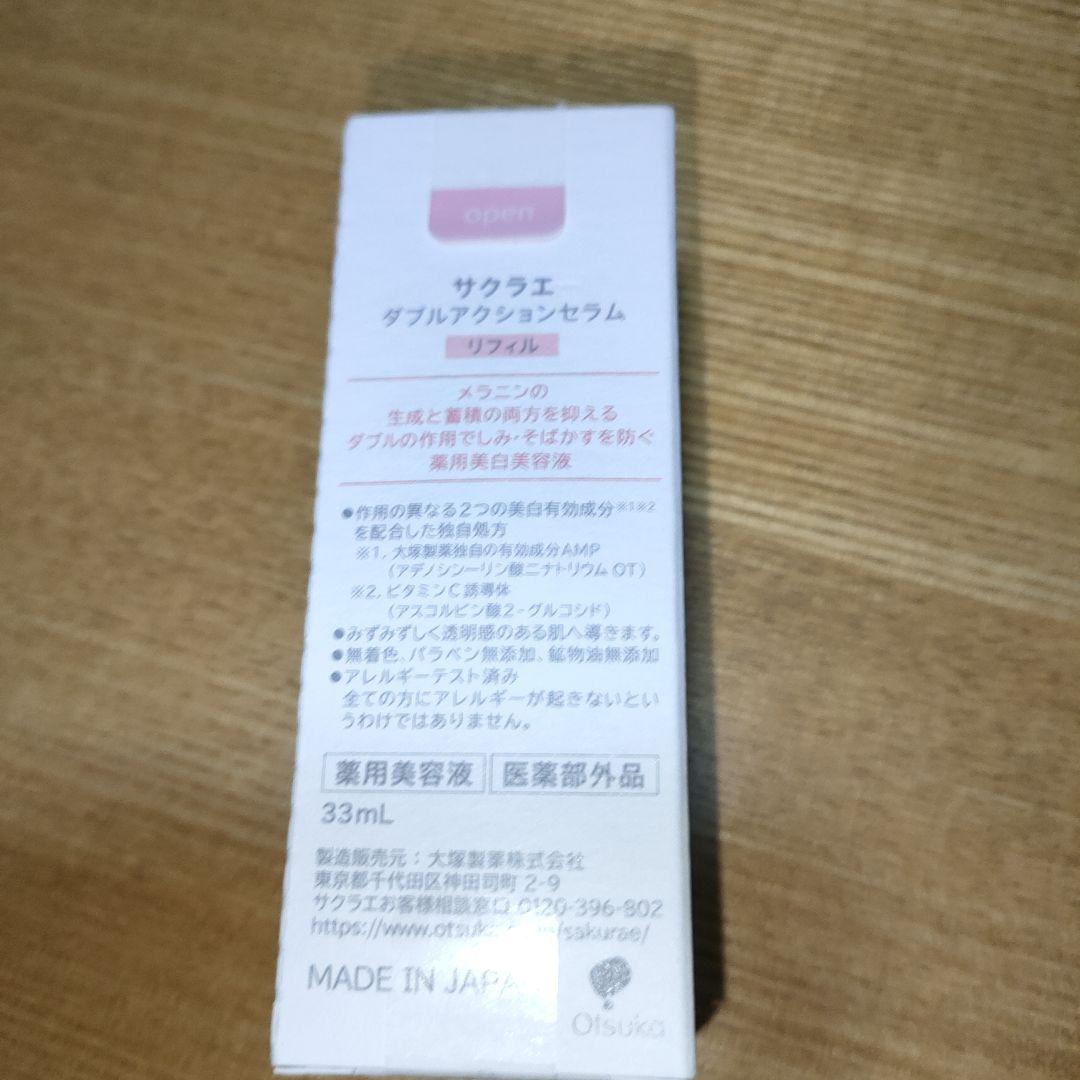 open
サクラエ
ダブルアクションセラム
リフィル
メラニンの
生成と蓄積の両方を抑える
ダブルの作用でしみ・そばかすを防ぐ
薬用美白美容液
●作用の異なる2つの美白有効成分※1※2
を配合した独自処方
※1. 大塚製薬独自の有効成分AMP
(アデノシン一リン酸二ナトリウム OT)
※2. ビタミンC誘導体
(アスコルビン酸2-グルコシド)
●みずみずしく透明感のある肌へ導きます。
●無着色、パラベン無添加、鉱物油無添加
●アレルギーテスト済み
全ての方にアレルギーが起きないとい
うわけではありません。
薬用美容液 医薬部外品
33mL
製造販売元：大塚製薬株式会社
東京都千代田区神田司町 2-9
サクラエお客様相談窓口 0120-396-802
https://www.otsuka.co.jp/sakurae/
MADE IN JAPAN
Otsuka